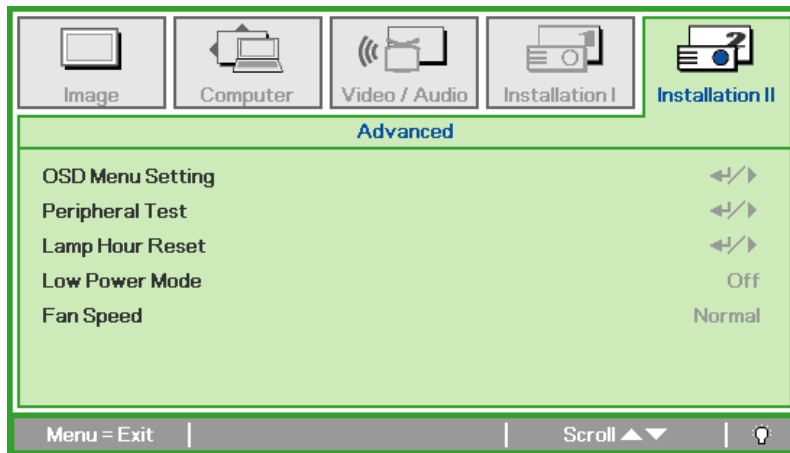 Image Computer Video / Audio Installation I Installation II
Advanced
OSD Menu Setting
Peripheral Test
Lamp Hour Reset
Low Power Mode Off
Fan Speed Normal
Menu = Exit Scroll